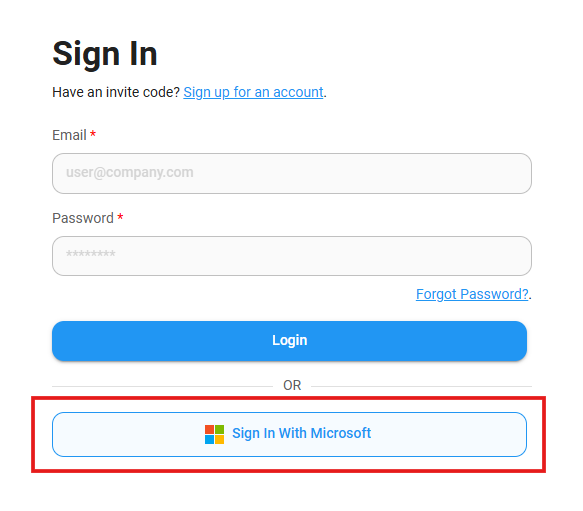 Sign In
Have an invite code? Sign up for an account.
Email *
user@company.com
Password *
********
Forgot Password?.
Login
OR
Sign In With Microsoft